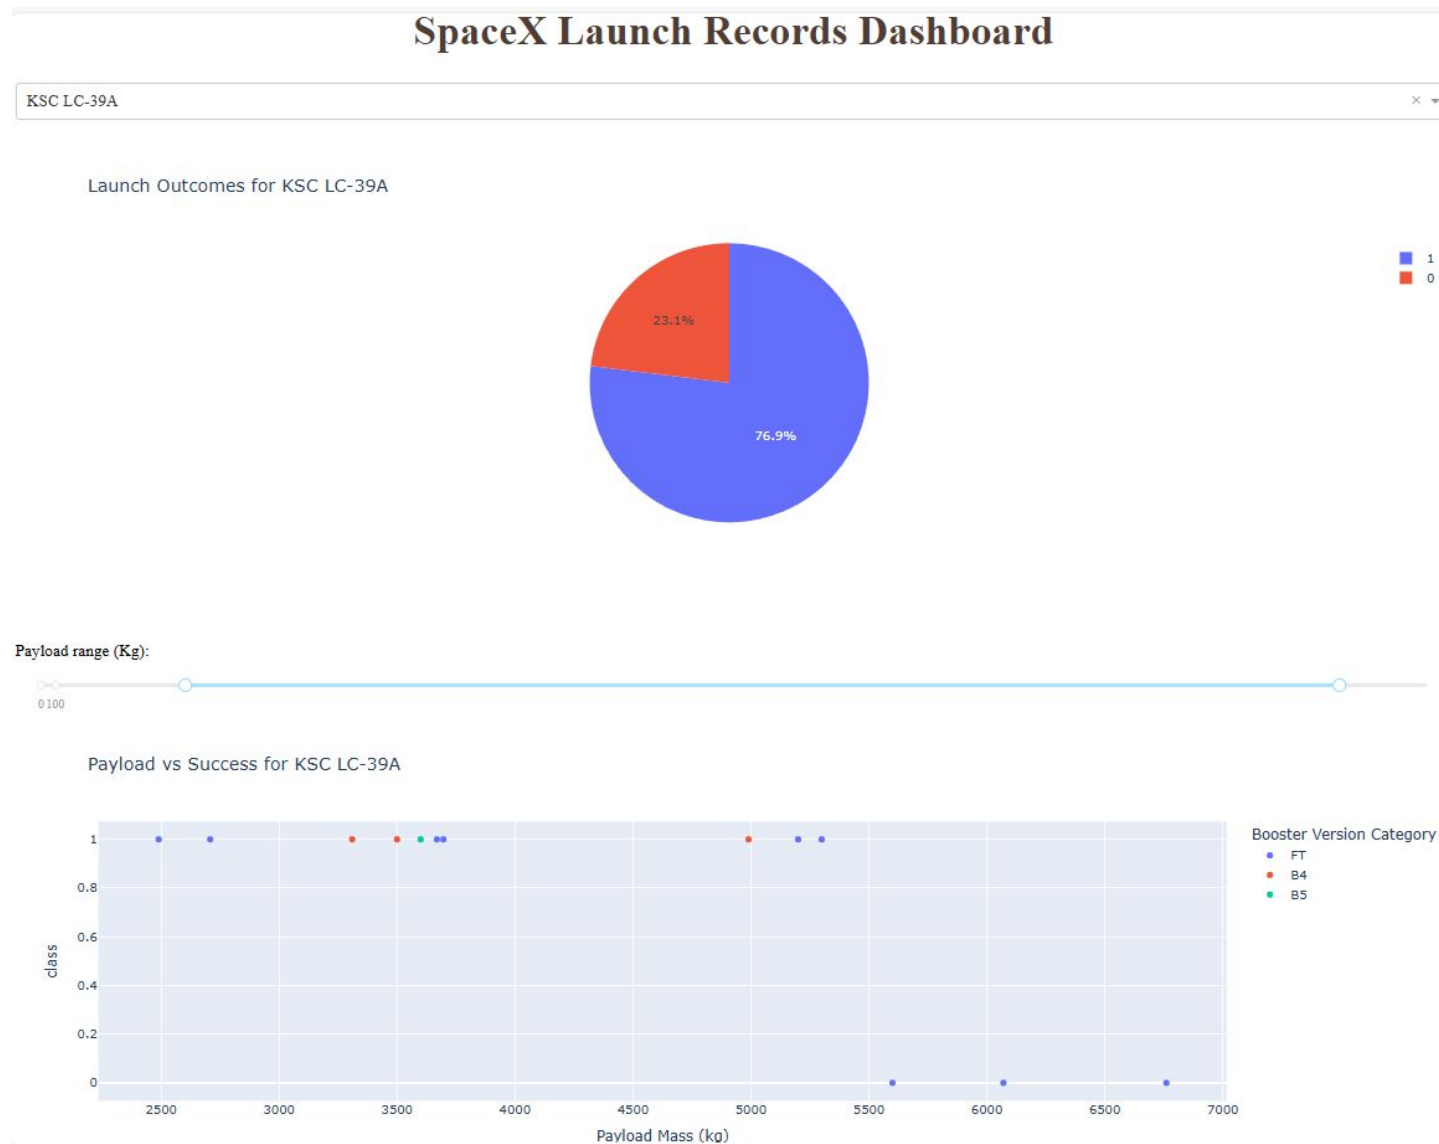 SpaceX Launch Records Dashboard
KSC LC-39A
Launch Outcomes for KSC LC-39A
1
0
23.1%
76.9%
Payload range (Kg):
0 100
Payload vs Success for KSC LC-39A
Booster Version Category
FT
B4
B5
class
1
0.8
0.6
0.4
0.2
0
2500 3000 3500 4000 4500 5000 5500 6000 6500 7000
Payload Mass (kg)